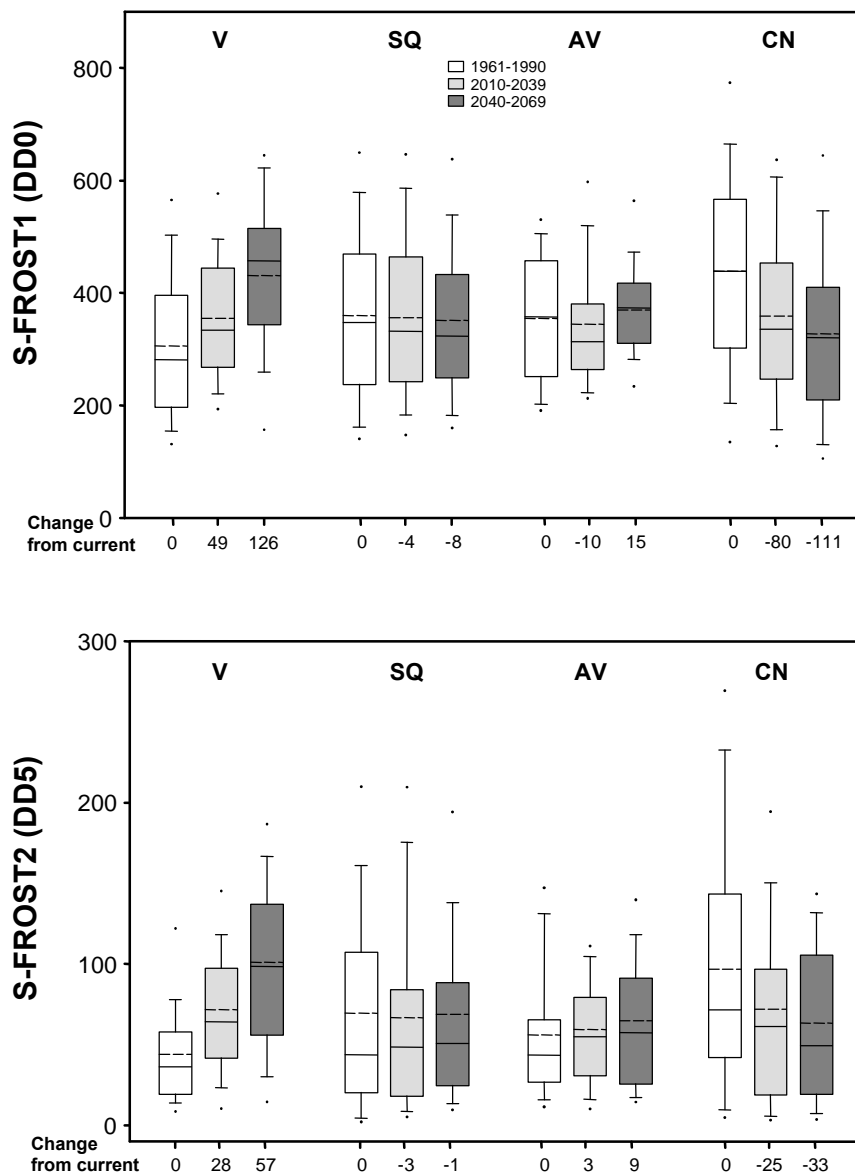 V SQ AV CN
1961-1990
2010-2039
2040-2069
S-FROST1 (DD0)
800
600
400
200
0
Change
from current 0 49 126 0 -4 -8 0 -10 15 0 -80 -111
V SQ AV CN
S-FROST2 (DD5)
300
200
100
0
Change
from current 0 28 57 0 -3 -1 0 3 9 0 -25 -33